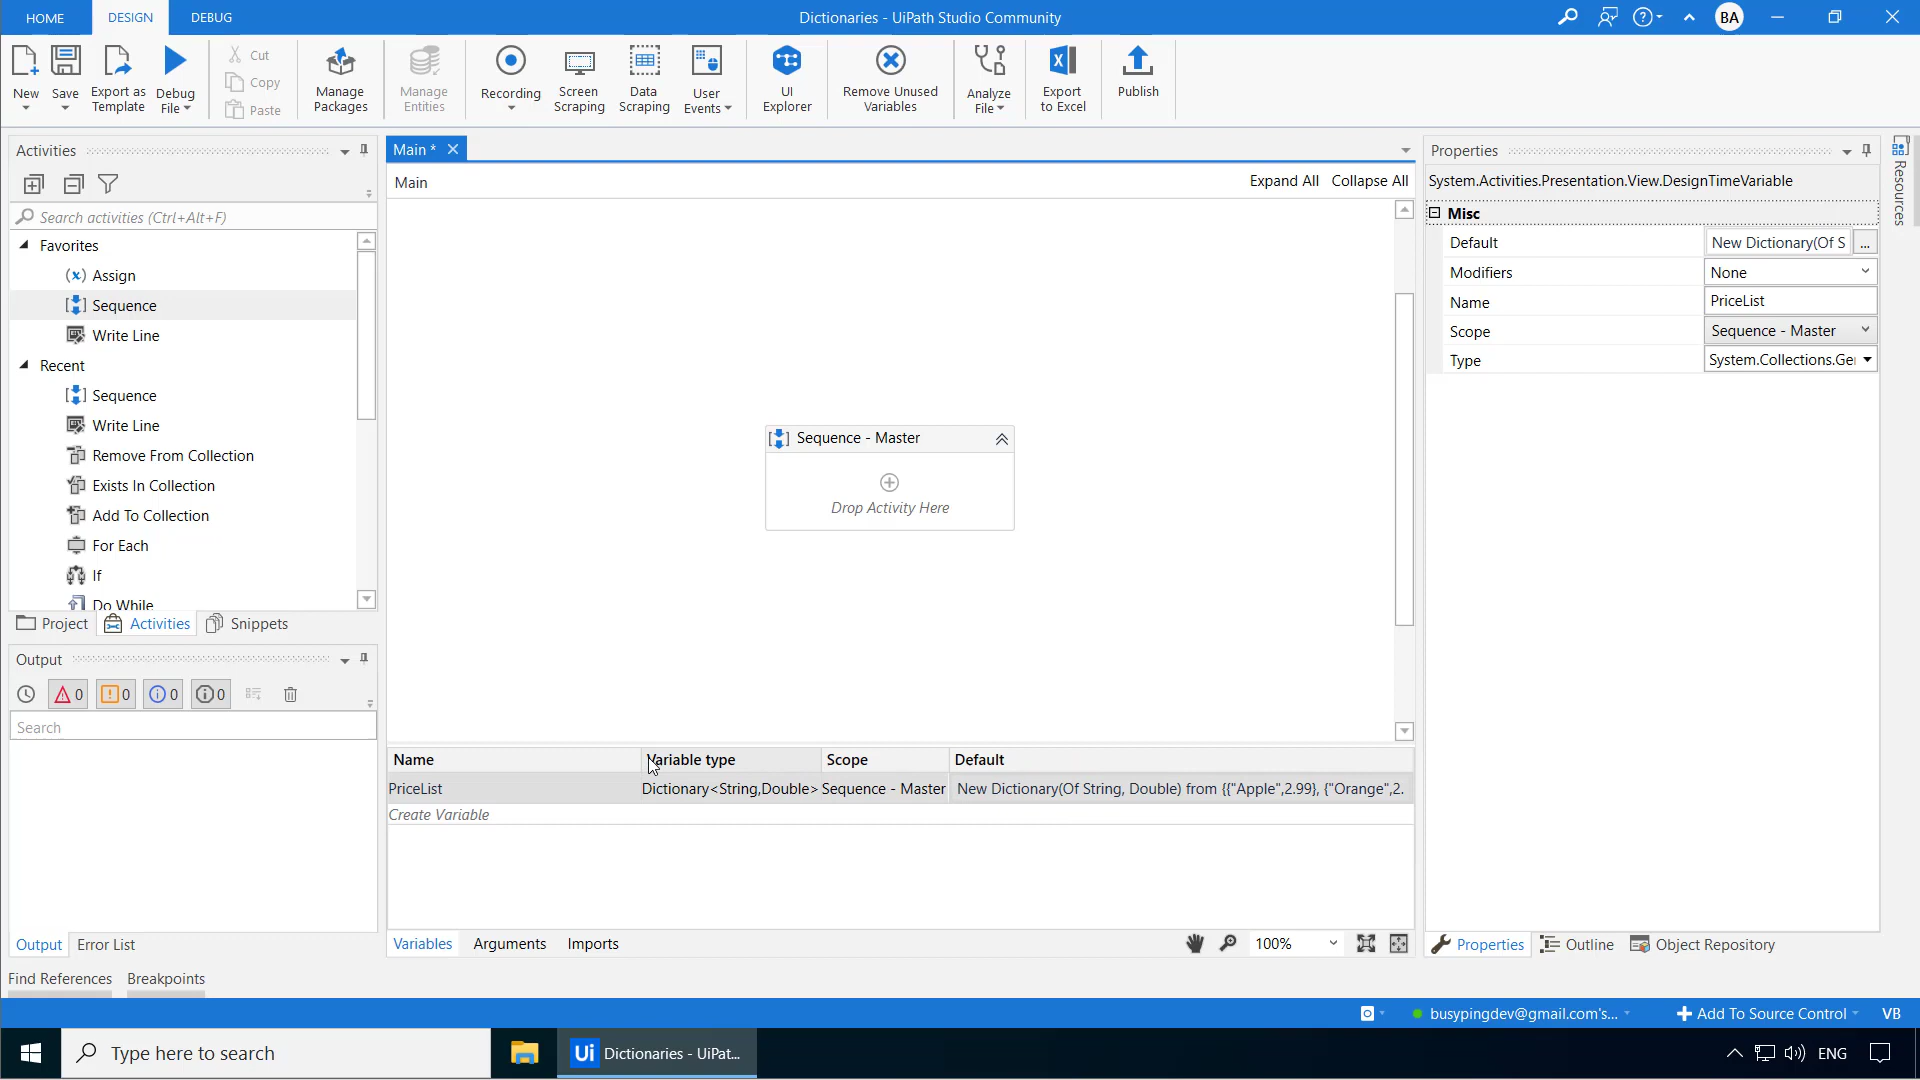 HOME DESIGN DEBUG Dictionaries - UiPath Studio Community BA
New Save Export as Template Debug File Cut Copy Paste Manage Packages Manage Entities Recording Screen Scraping Data Scraping User Events UI Explorer Remove Unused Variables Analyze File Export to Excel Publish
Activities
Search activities (Ctrl+Alt+F)
Favorites
Assign
Sequence
Write Line
Recent
Sequence
Write Line
Remove From Collection
Exists In Collection
Add To Collection
For Each
If
Do While
Project Activities Snippets
Output
0 0 0 0
Search
Output Error List
Find References Breakpoints
Main *
Main Expand All Collapse All
Sequence - Master
Drop Activity Here
Name Variable type Scope Default
PriceList Dictionary<String,Double> Sequence - Master New Dictionary(Of String, Double) from {{"Apple",2.99}, {"Orange",2.
Create Variable
Variables Arguments Imports 100%
Properties
System.Activities.Presentation.View.DesignTimeVariable
Misc
Default New Dictionary(Of S ...
Modifiers None
Name PriceList
Scope Sequence - Master
Type System.Collections.Ge
Properties Outline Object Repository
Resources
busypingdev@gmail.com's... Add To Source Control VB
Type here to search Ui Dictionaries - UiPat... ENG